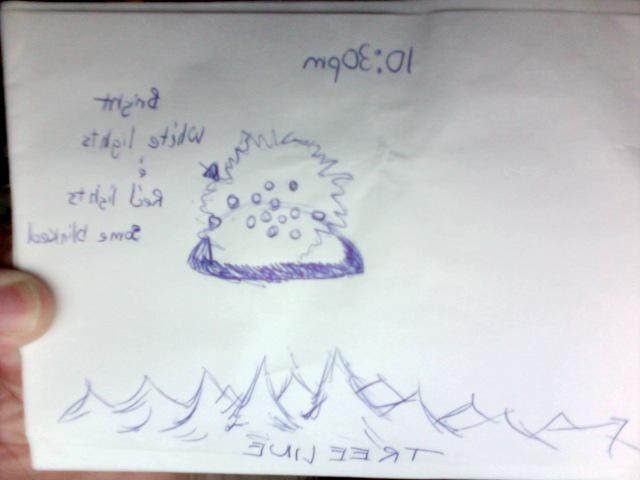 10:30pm
Bright
White lights
&
Red lights
Some blinked
TREE LINE